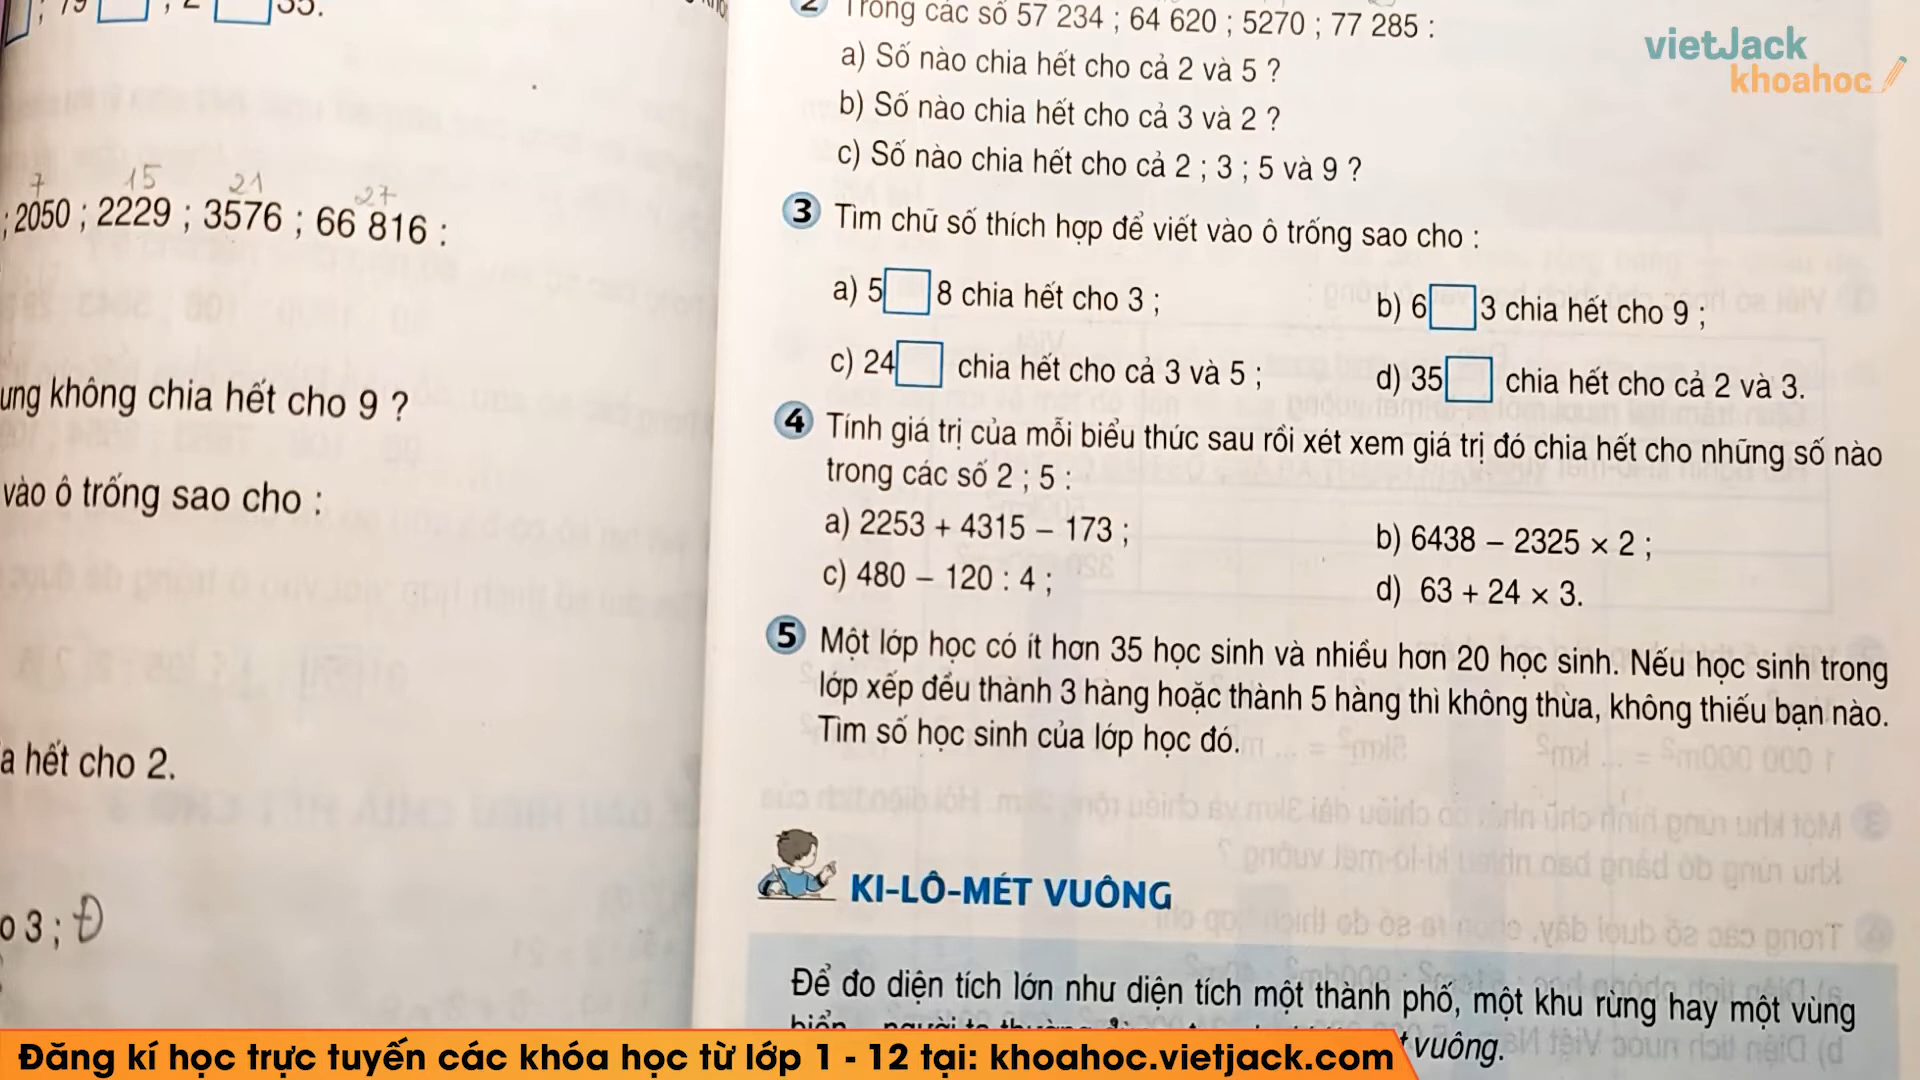 ; 2050 ; 2229 ; 3576 ; 66 816 :
7 15 21 27
ưng không chia hết cho 9 ?
vào ô trống sao cho :
a hết cho 2.
o 3 ; Đ
2 Trong các số 57 234 ; 64 620 ; 5270 ; 77 285 :
a) Số nào chia hết cho cả 2 và 5 ?
b) Số nào chia hết cho cả 3 và 2 ?
c) Số nào chia hết cho cả 2 ; 3 ; 5 và 9 ?
3 Tìm chữ số thích hợp để viết vào ô trống sao cho :
a) 5 8 chia hết cho 3 ; b) 6 3 chia hết cho 9 ;
c) 24 chia hết cho cả 3 và 5 ; d) 35 chia hết cho cả 2 và 3.
4 Tính giá trị của mỗi biểu thức sau rồi xét xem giá trị đó chia hết cho những số nào
trong các số 2 ; 5 :
a) 2253 + 4315 – 173 ; b) 6438 – 2325 × 2 ;
c) 480 – 120 : 4 ; d) 63 + 24 × 3.
5 Một lớp học có ít hơn 35 học sinh và nhiều hơn 20 học sinh. Nếu học sinh trong
lớp xếp đều thành 3 hàng hoặc thành 5 hàng thì không thừa, không thiếu bạn nào.
Tìm số học sinh của lớp học đó.
KI-LÔ-MÉT VUÔNG
Để đo diện tích lớn như diện tích một thành phố, một khu rừng hay một vùng
vuông.
vietJack
khoahoc
Đăng kí học trực tuyến các khóa học từ lớp 1 - 12 tại: khoahoc.vietjack.com